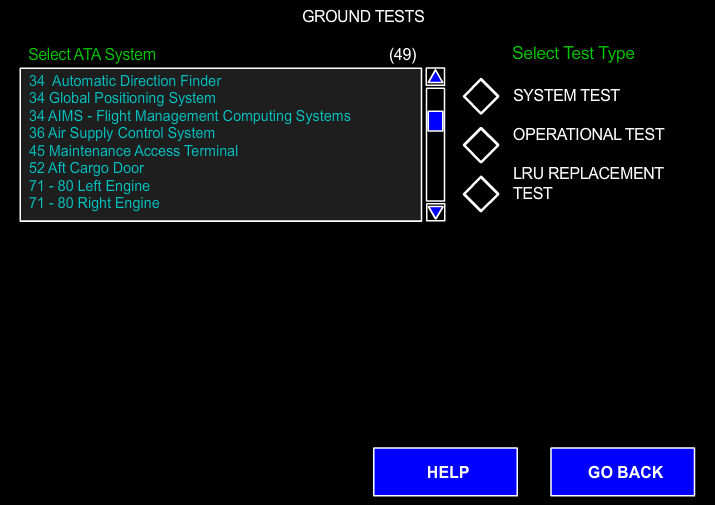 GROUND TESTS
Select ATA System (49)
34 Automatic Direction Finder
34 Global Positioning System
34 AIMS - Flight Management Computing Systems
36 Air Supply Control System
45 Maintenance Access Terminal
52 Aft Cargo Door
71 - 80 Left Engine
71 - 80 Right Engine
Select Test Type
SYSTEM TEST
OPERATIONAL TEST
LRU REPLACEMENT
TEST
HELP
GO BACK